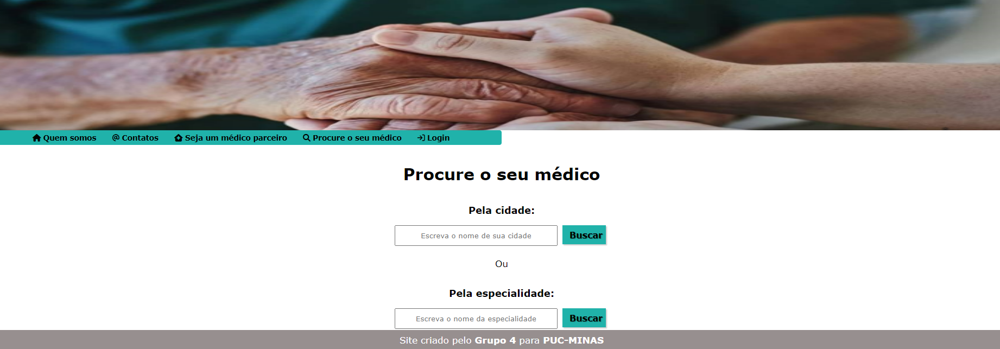 Quem somos Contatos Seja um médico parceiro Procure o seu médico Login
Procure o seu médico
Pela cidade:
Escreva o nome de sua cidade Buscar
Ou
Pela especialidade:
Escreva o nome da especialidade Buscar
Site criado pelo Grupo 4 para PUC-MINAS